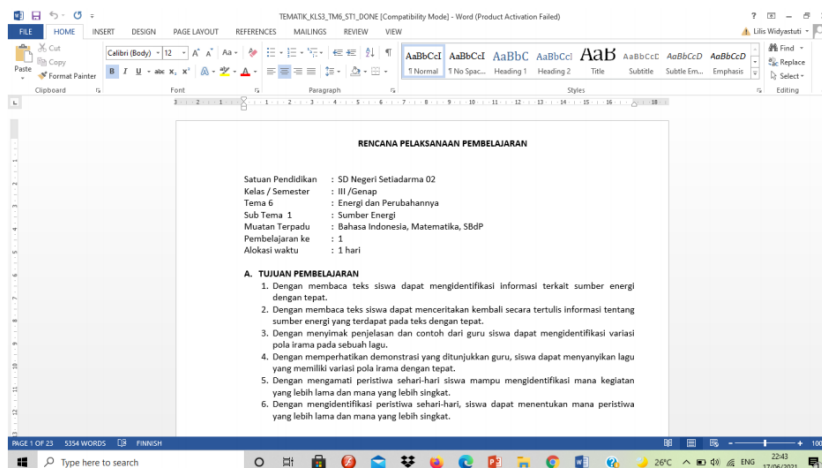 TEMATIK_KLS3_TM6_ST1_DONE [Compatibility Mode] - Word (Product Activation Failed)
FILE HOME INSERT DESIGN PAGE LAYOUT REFERENCES MAILINGS REVIEW VIEW Lilis Widyastuti
Cut
Copy
Format Painter
Paste
Clipboard
Calibri (Body) 12
Font
Paragraph
AaBbCcI AaBbCcI AaBbC AaBbCcI AaB AaBbCcC AaBbCcD AaBbCcD
¶ Normal ¶ No Spac... Heading 1 Heading 2 Title Subtitle Subtle Em... Emphasis
Styles
Find
Replace
Select
Editing
RENCANA PELAKSANAAN PEMBELAJARAN
Satuan Pendidikan : SD Negeri Setiadarma 02
Kelas / Semester : III /Genap
Tema 6 : Energi dan Perubahannya
Sub Tema 1 : Sumber Energi
Muatan Terpadu : Bahasa Indonesia, Matematika, SBdP
Pembelajaran ke : 1
Alokasi waktu : 1 hari
A. TUJUAN PEMBELAJARAN
1. Dengan membaca teks siswa dapat mengidentifikasi informasi terkait sumber energi
dengan tepat.
2. Dengan membaca teks siswa dapat menceritakan kembali secara tertulis informasi tentang
sumber energi yang terdapat pada teks dengan tepat.
3. Dengan menyimak penjelasan dan contoh dari guru siswa dapat mengidentifikasi variasi
pola irama pada sebuah lagu.
4. Dengan memperhatikan demonstrasi yang ditunjukkan guru, siswa dapat menyanyikan lagu
yang memiliki variasi pola irama dengan tepat.
5. Dengan mengamati peristiwa sehari-hari siswa mampu mengidentifikasi mana kegiatan
yang lebih lama dan mana yang lebih singkat.
6. Dengan mengidentifikasi peristiwa sehari-hari, siswa dapat menentukan mana peristiwa
yang lebih lama dan mana yang lebih singkat.
PAGE 1 OF 23 5354 WORDS FINNISH 100
Type here to search 26°C ENG 22:43
17/06/2021